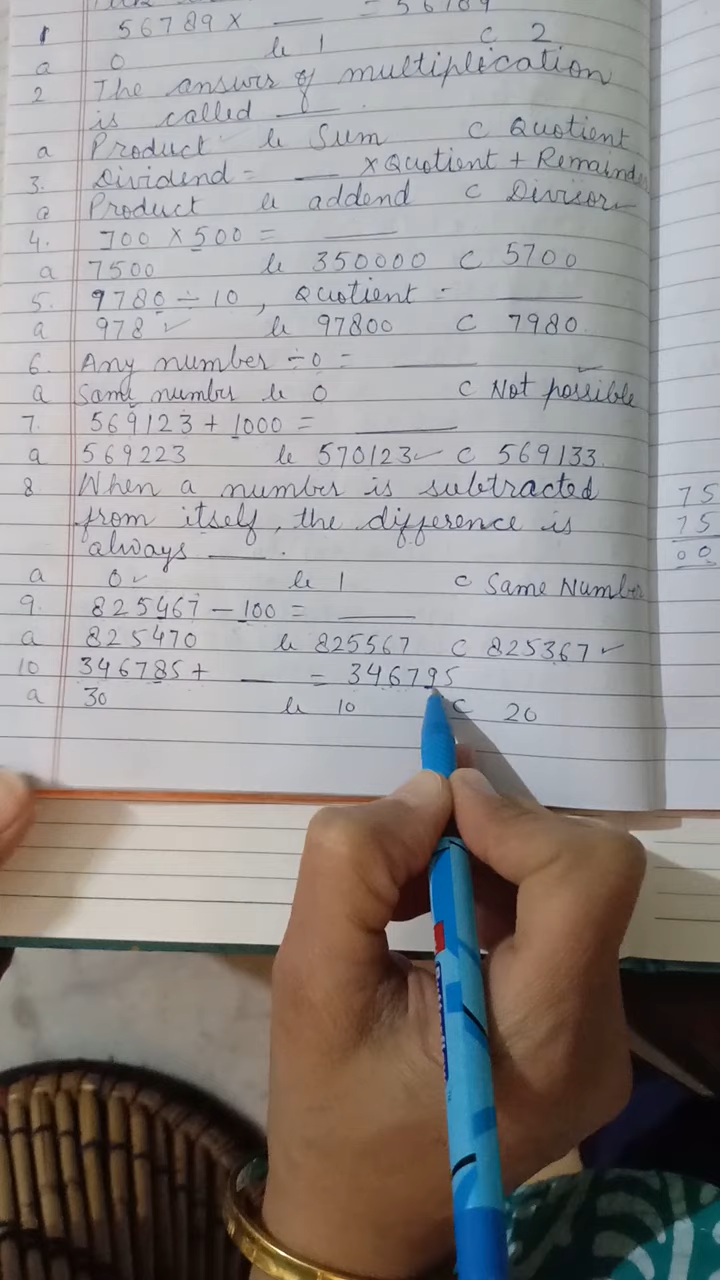 1 56789 × ___ = 56789
a 0 b 1 c 2
2 The answer of multiplication
is called ___.
a Product b Sum c Quotient
3. Dividend = ___ × Quotient + Remainde
a Product b addend c Divisor ✓
4. 700 × 500 = ___
a 7500 b 350000 c 5700
5. 9780 ÷ 10, Quotient = ___
a 978 ✓ b 97800 c 7980
6. Any number ÷ 0 = ___
a Same number b 0 c Not possible ✓
7. 569123 + 1000 = ___
a 569223 b 570123 ✓ c 569133
8 When a number is subtracted
from itself, the difference is
always ___.
a 0 ✓ b 1 c Same Number
9. 825467 – 100 = ___
a 825470 b 825567 c 825367 ✓
10 346785 + ___ = 346795
a 30 b 10 c 20
75
75
00